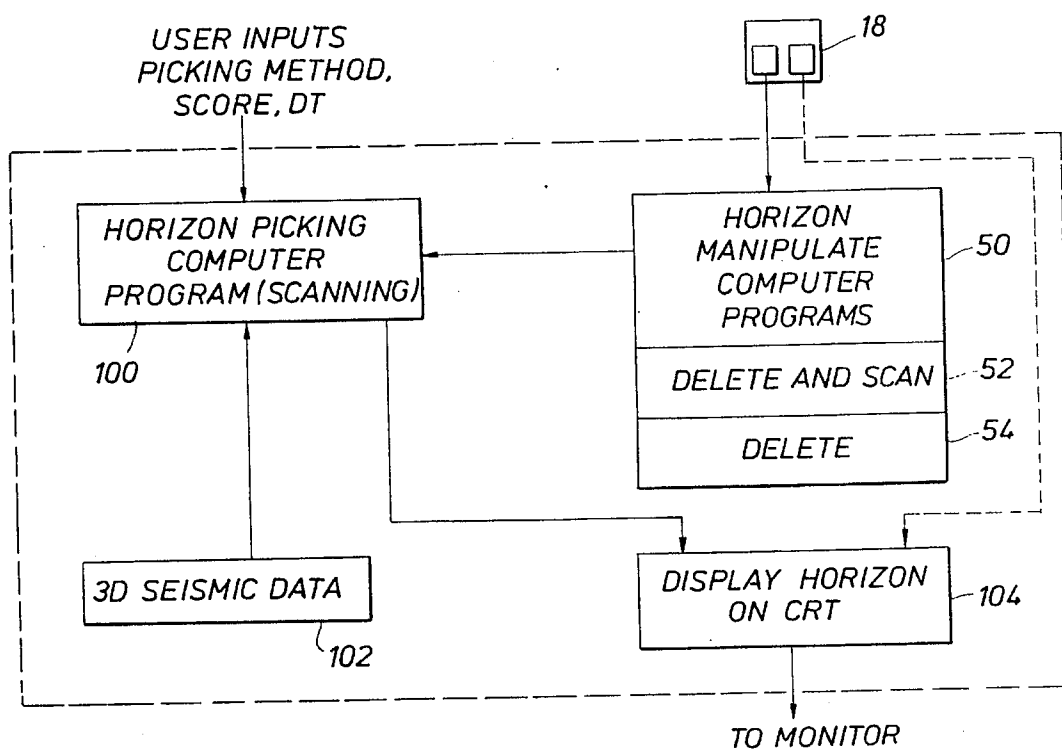 USER INPUTS
PICKING METHOD,
SCORE, DT
18
HORIZON PICKING
COMPUTER
PROGRAM (SCANNING)
100
HORIZON
MANIPULATE
COMPUTER
PROGRAMS
50
DELETE AND SCAN
52
DELETE
54
3D SEISMIC DATA
102
DISPLAY HORIZON
ON CRT
104
TO MONITOR